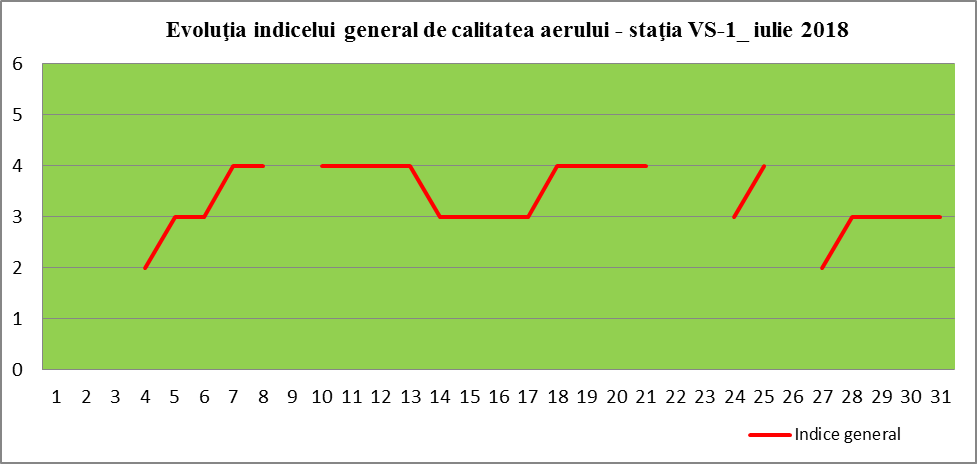 Evoluţia indicelui general de calitatea aerului - staţia VS-1_ iulie 2018
6
5
4
3
2
1
0
1 2 3 4 5 6 7 8 9 10 11 12 13 14 15 16 17 18 19 20 21 22 23 24 25 26 27 28 29 30 31
Indice general